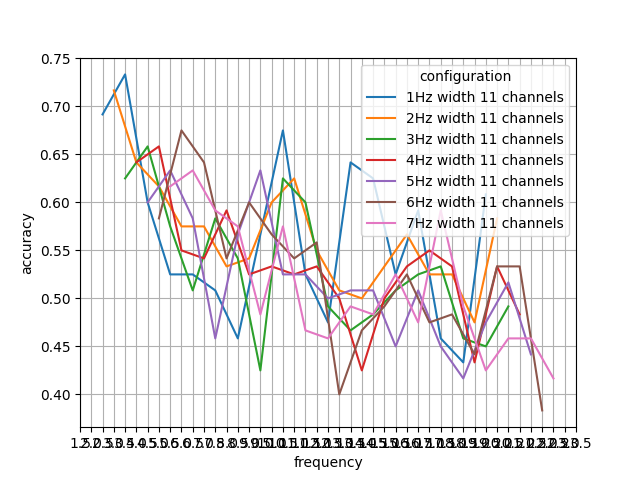 0.75
0.70
0.65
0.60
0.55
0.50
0.45
0.40
accuracy
configuration
1Hz width 11 channels
2Hz width 11 channels
3Hz width 11 channels
4Hz width 11 channels
5Hz width 11 channels
6Hz width 11 channels
7Hz width 11 channels
frequency